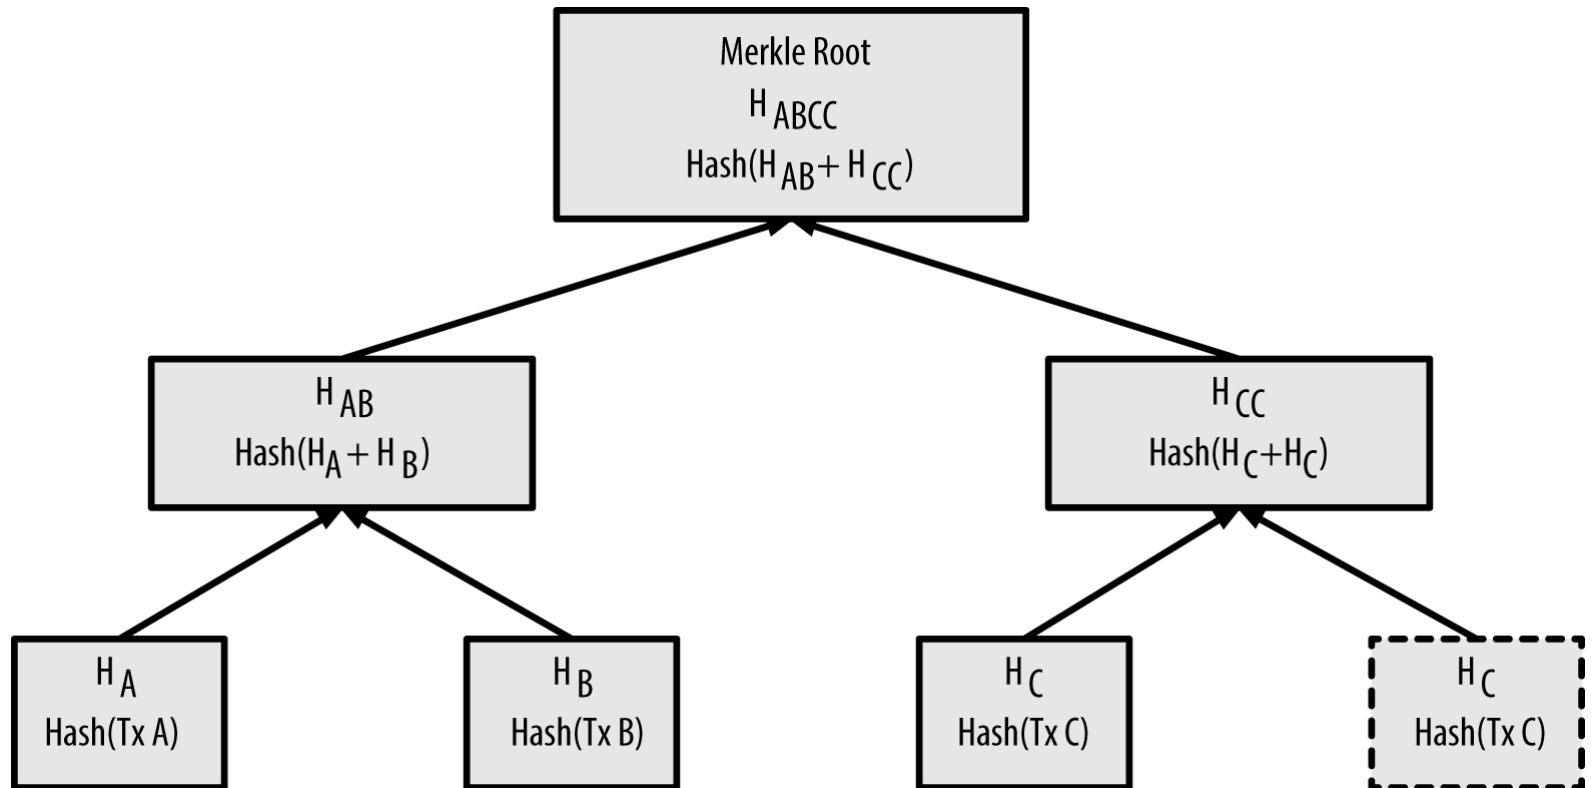 Merkle Root
H ABCC
Hash(H AB + H CC)
H AB
Hash(H A + H B)
H CC
Hash(H C+H C)
H A
Hash(Tx A)
H B
Hash(Tx B)
H C
Hash(Tx C)
H C
Hash(Tx C)